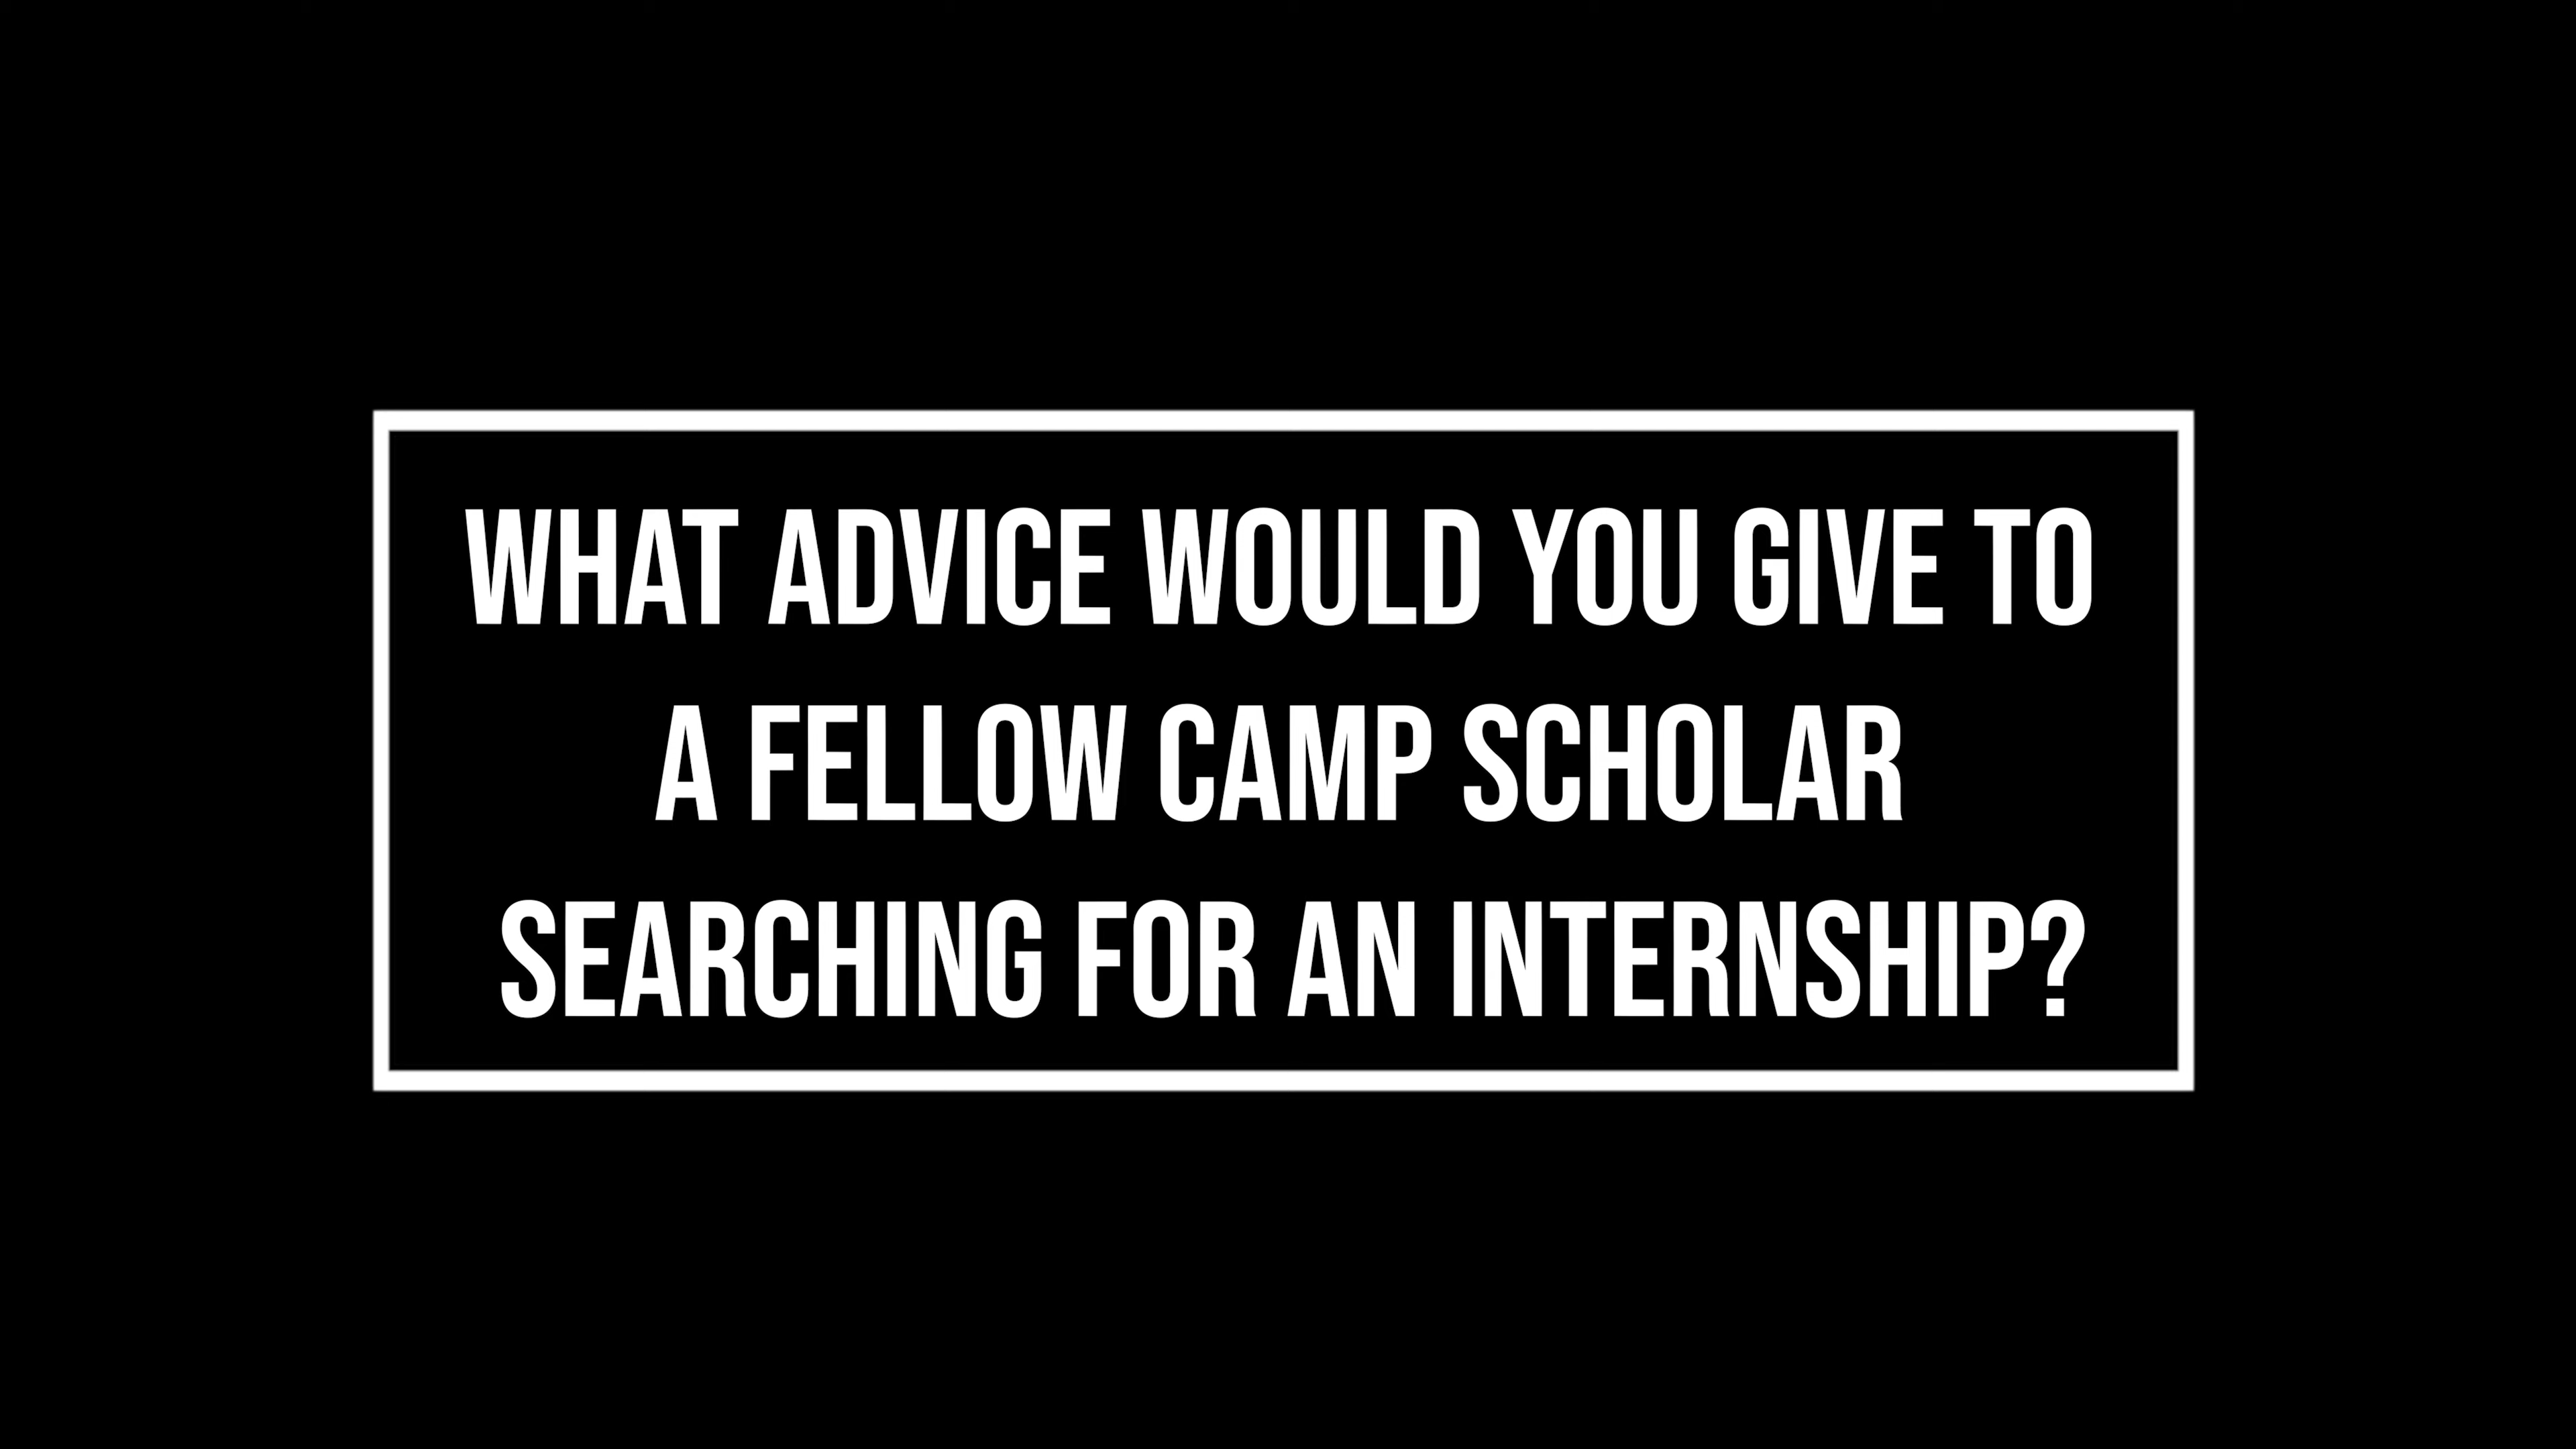 WHAT ADVICE WOULD YOU GIVE TO
A FELLOW CAMP SCHOLAR
SEARCHING FOR AN INTERNSHIP?